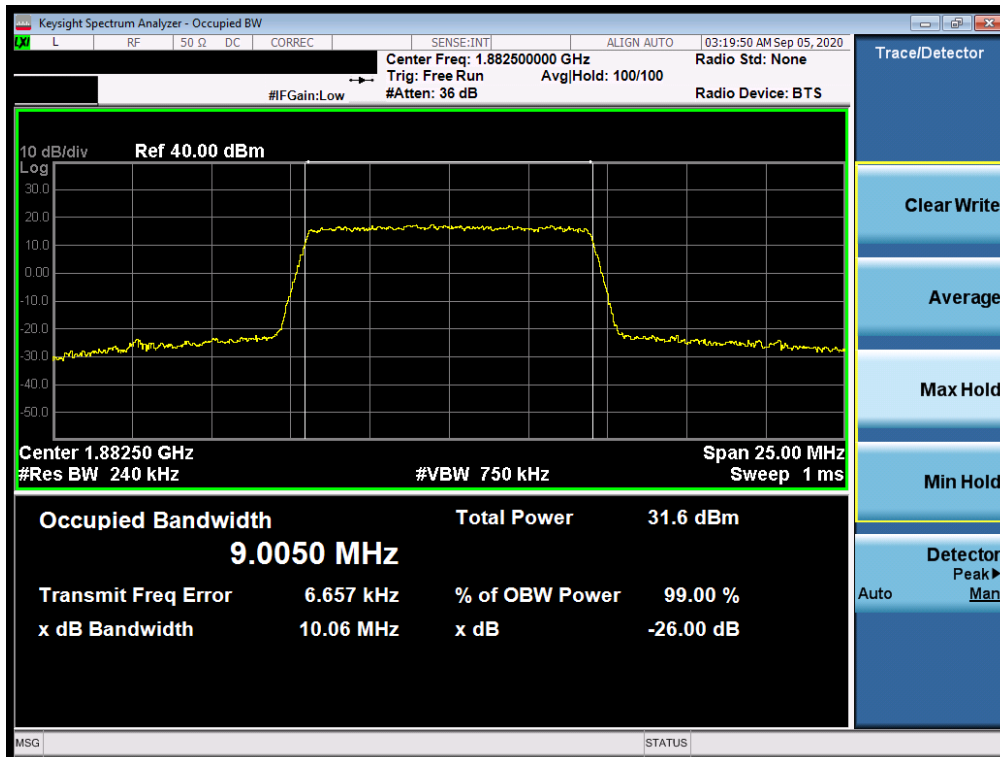 Keysight Spectrum Analyzer - Occupied BW
LXI L RF 50 Ω DC CORREC SENSE:INT ALIGN AUTO 03:19:50 AM Sep 05, 2020
Center Freq: 1.882500000 GHz Radio Std: None
Trig: Free Run Avg|Hold: 100/100
#IFGain:Low #Atten: 36 dB Radio Device: BTS
10 dB/div Ref 40.00 dBm
Log
30.0
20.0
10.0
0.00
-10.0
-20.0
-30.0
-40.0
-50.0
Center 1.88250 GHz Span 25.00 MHz
#Res BW 240 kHz #VBW 750 kHz Sweep 1 ms
Occupied Bandwidth Total Power 31.6 dBm
9.0050 MHz
Transmit Freq Error 6.657 kHz % of OBW Power 99.00 %
x dB Bandwidth 10.06 MHz x dB -26.00 dB
MSG STATUS
Trace/Detector
Clear Write
Average
Max Hold
Min Hold
Detector
Peak▶
Auto Man